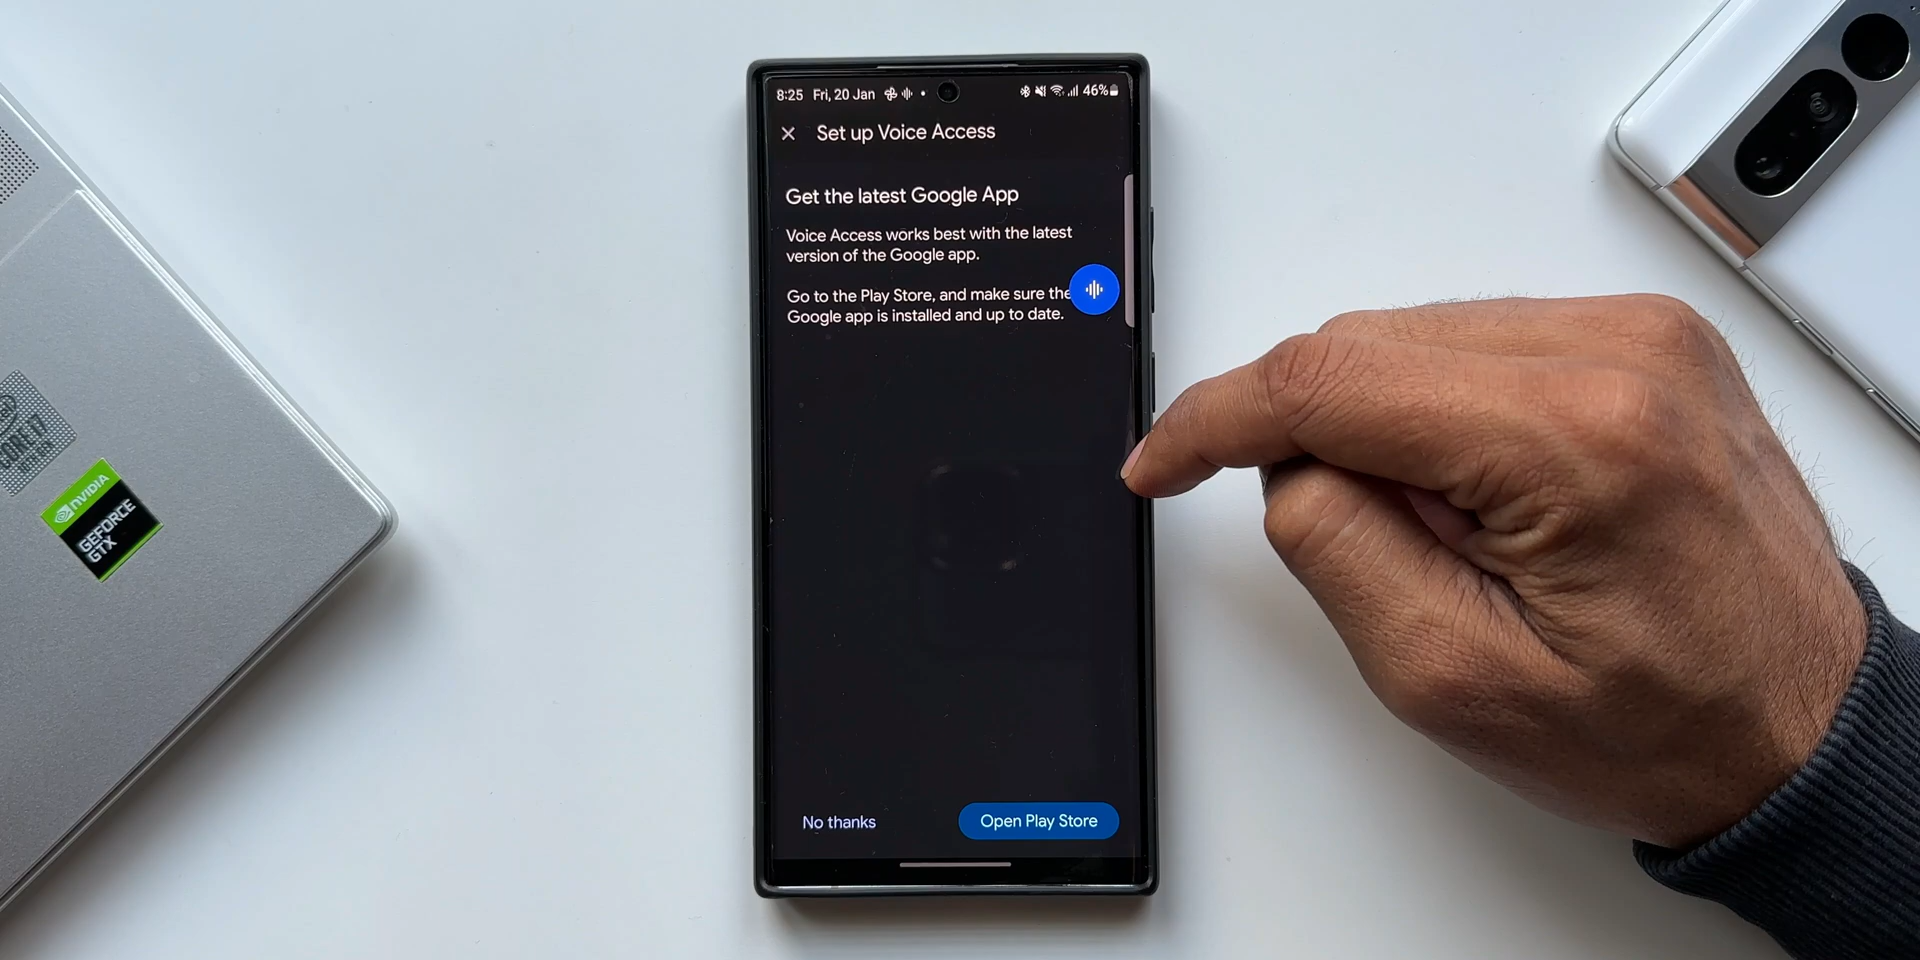 8:25 Fri, 20 Jan
46%
Set up Voice Access
Get the latest Google App
Voice Access works best with the latest
version of the Google app.
Go to the Play Store, and make sure the
Google app is installed and up to date.
No thanks
Open Play Store
CORE i7
NVIDIA
GEFORCE
GTX